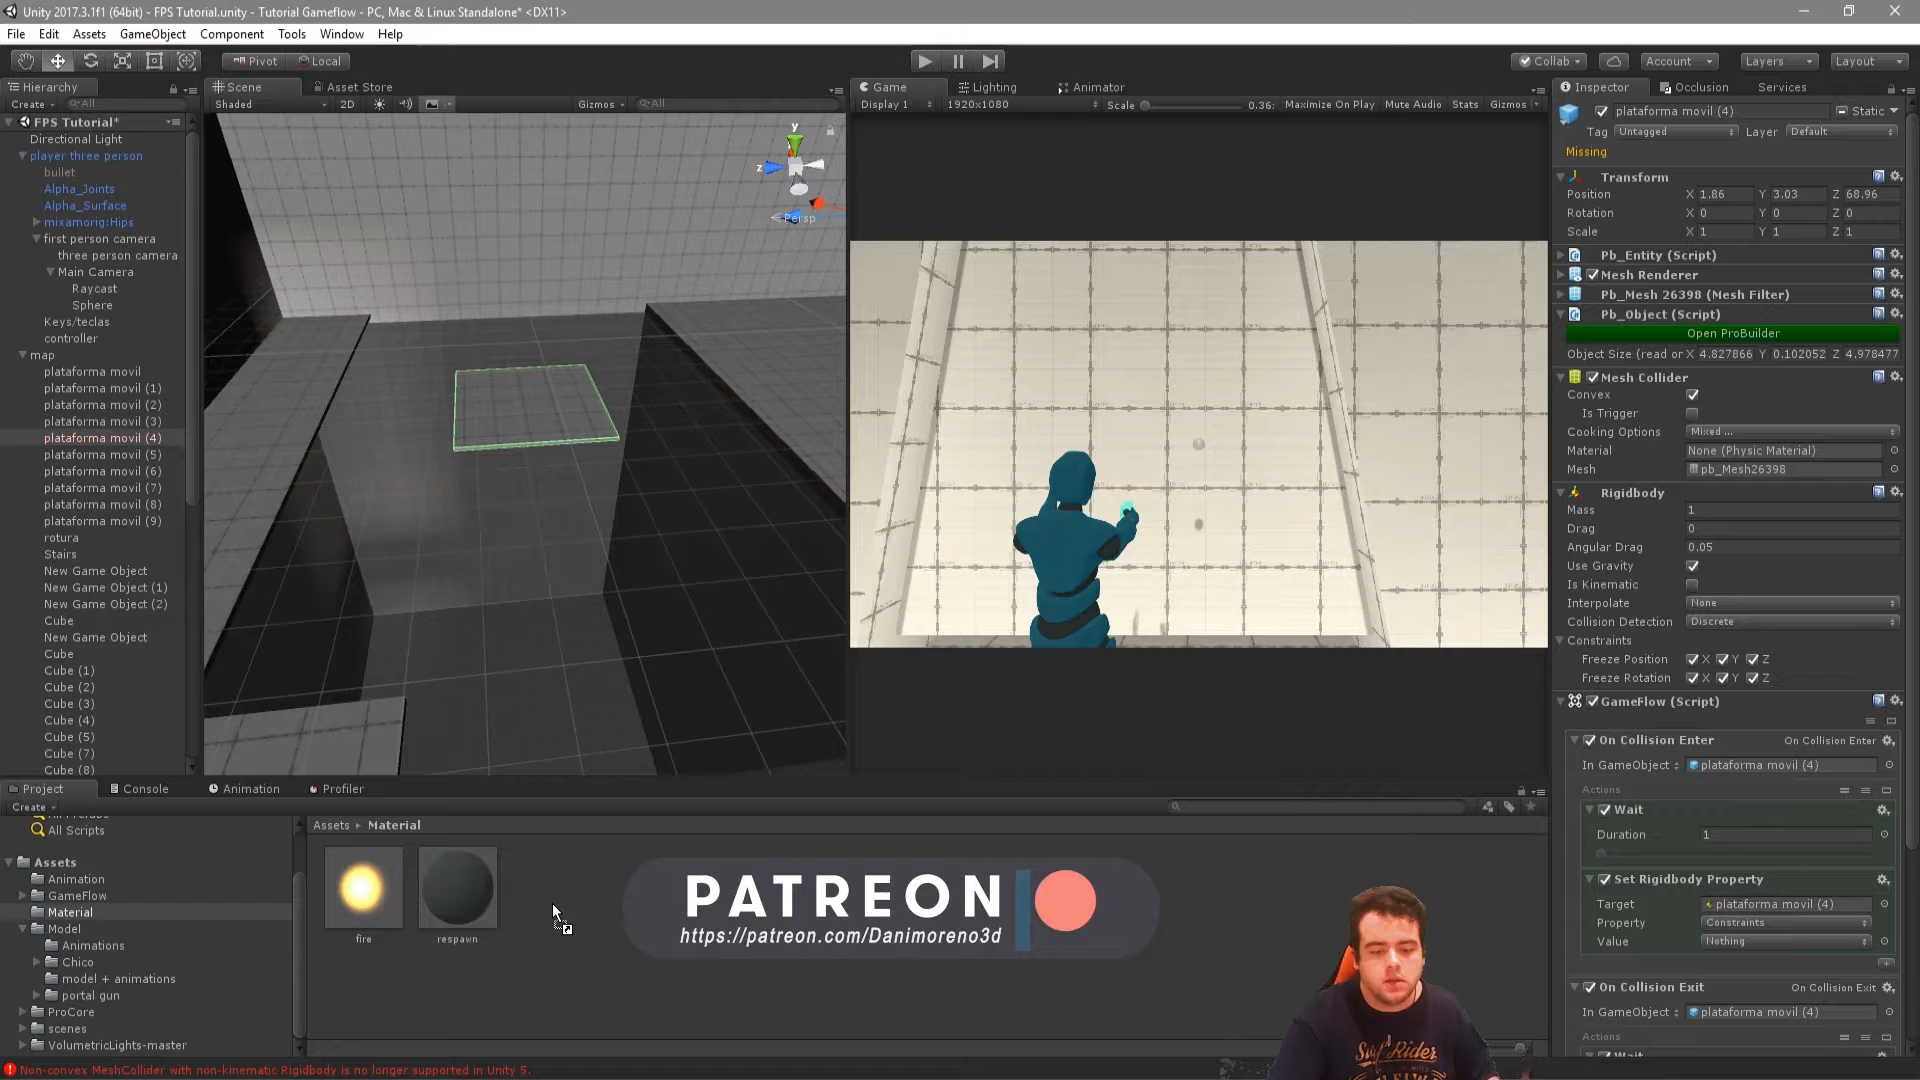 Unity 2017.3.1f1 (64bit) - FPS Tutorial.unity - Tutorial Gameflow - PC, Mac & Linux Standalone* <DX11>
File Edit Assets GameObject Component Tools Window Help
Pivot Local
Collab Account Layers Layout
Hierarchy
Create All
FPS Tutorial*
Directional Light
player three person
bullet
Alpha_Joints
Alpha_Surface
mixamorig:Hips
first person camera
three person camera
Main Camera
Raycast
Sphere
Keys/teclas
controller
map
plataforma movil
plataforma movil (1)
plataforma movil (2)
plataforma movil (3)
plataforma movil (4)
plataforma movil (5)
plataforma movil (6)
plataforma movil (7)
plataforma movil (8)
plataforma movil (9)
rotura
Stairs
New Game Object
New Game Object (1)
New Game Object (2)
Cube
New Game Object
Cube
Cube (1)
Cube (2)
Cube (3)
Cube (4)
Cube (5)
Cube (7)
Cube (8)
Scene Asset Store
Shaded 2D Gizmos All
y
z
Persp
Game Lighting Animator
Display 1 1920x1080 Scale 0.36: Maximize On Play Mute Audio Stats Gizmos
Inspector Occlusion Services
plataforma movil (4) Static
Tag Untagged Layer Default
Missing
Transform
Position X 1.86 Y 3.03 Z 68.96
Rotation X 0 Y 0 Z 0
Scale X 1 Y 1 Z 1
Pb_Entity (Script)
Mesh Renderer
Pb_Mesh 26398 (Mesh Filter)
Pb_Object (Script)
Open ProBuilder
Object Size (read or X 4.827866 Y 0.102052 Z 4.978477
Mesh Collider
Convex
Is Trigger
Cooking Options Mixed ...
Material None (Physic Material)
Mesh pb_Mesh26398
Rigidbody
Mass 1
Drag 0
Angular Drag 0.05
Use Gravity
Is Kinematic
Interpolate None
Collision Detection Discrete
Constraints
Freeze Position X Y Z
Freeze Rotation X Y Z
GameFlow (Script)
On Collision Enter On Collision Enter
In GameObject plataforma movil (4)
Actions
Wait
Duration 1
Set Rigidbody Property
Target plataforma movil (4)
Property Constraints
Value Nothing
On Collision Exit On Collision Exit
In GameObject plataforma movil (4)
Actions
Wait
Project Console Animation Profiler
Create
All Scripts
Assets
Animation
GameFlow
Material
Model
Animations
Chico
model + animations
portal gun
ProCore
scenes
VolumetricLights-master
Assets Material
fire respawn
PATREON
https://patreon.com/Danimoreno3d
Surf Rider
Non-convex MeshCollider with non-kinematic Rigidbody is no longer supported in Unity 5.